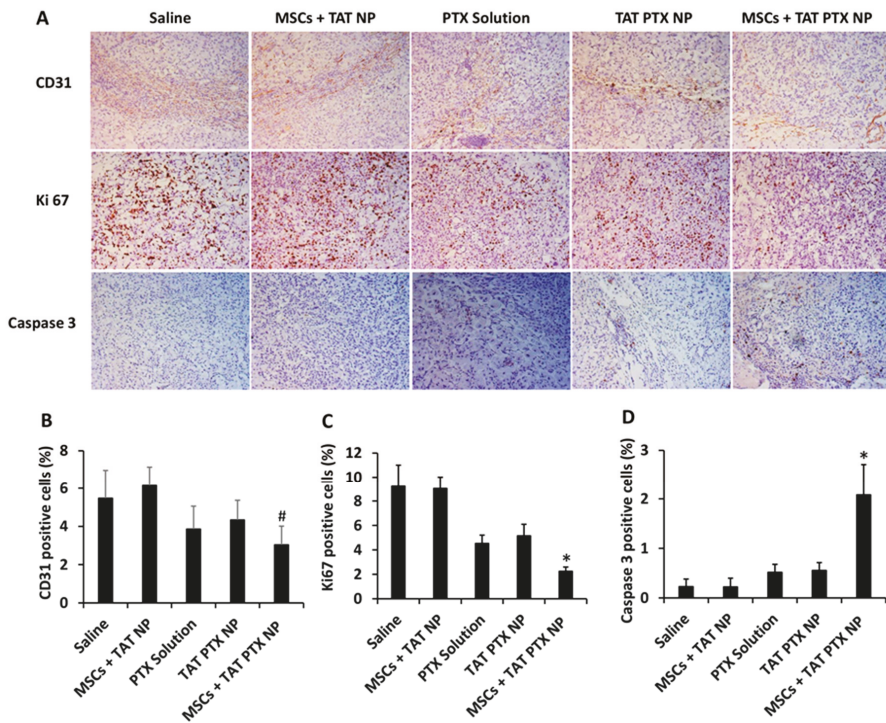 A
Saline
MSCs + TAT NP
PTX Solution
TAT PTX NP
MSCs + TAT PTX NP
CD31
Ki 67
Caspase 3
B
CD31 positive cells (%)
8
6
4
2
0
#
Saline
MSCs + TAT NP
PTX Solution
TAT PTX NP
MSCs + TAT PTX NP
C
Ki67 positive cells (%)
12
10
8
6
4
2
0
*
Saline
MSCs + TAT NP
PTX Solution
TAT PTX NP
MSCs + TAT PTX NP
D
Caspase 3 positive cells (%)
3
2
1
0
*
Saline
MSCs + TAT NP
PTX Solution
TAT PTX NP
MSCs + TAT PTX NP